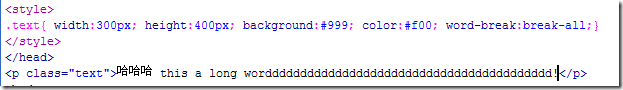 <style>
.text{ width:300px; height:400px; background:#999; color:#f00; word-break:break-all;}
</style>
</head>
<p class="text">哈哈哈 this a long wordddddddddddddddddddddddddddddddddddddddddd!</p>